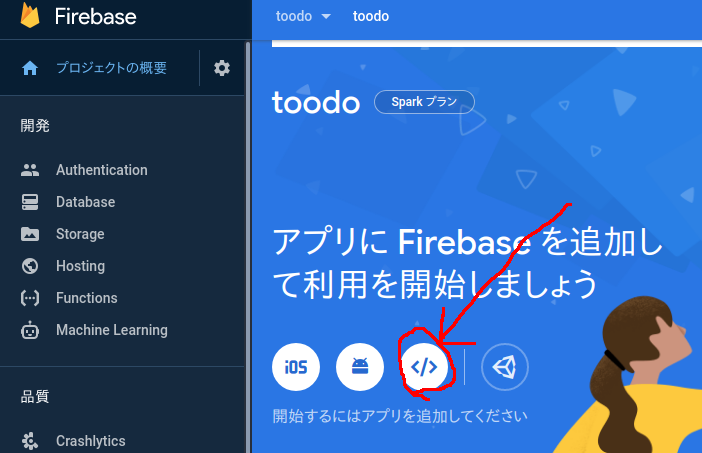 Firebase
toodo toodo
プロジェクトの概要
toodo Spark プラン
開発
Authentication
Database
Storage
Hosting
Functions
Machine Learning
品質
Crashlytics
アプリに Firebase を追加し
て利用を開始しましょう
iOS </>
開始するにはアプリを追加してください